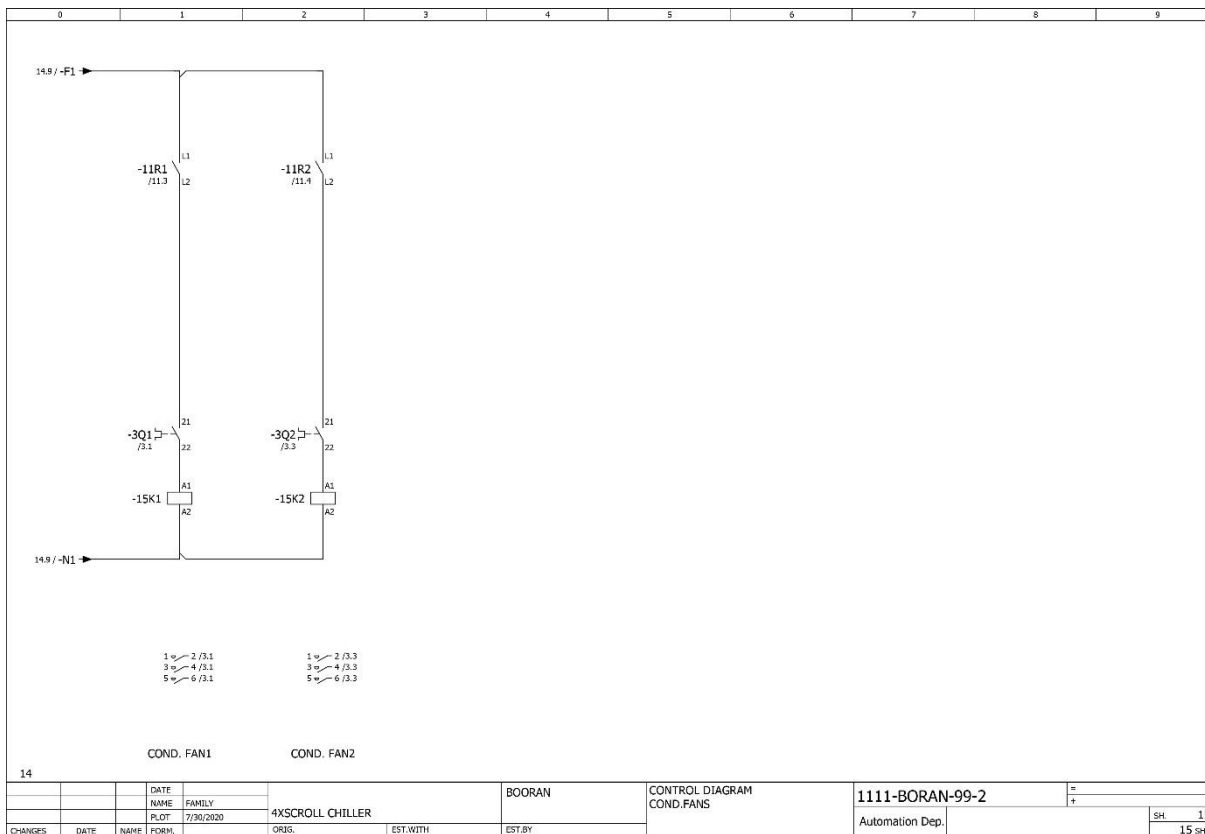 0 1 2 3 4 5 6 7 8 9
14.9 / -F1
L1 L1
-11R1 -11R2
/11.3 L2 /11.4 L2
21 21
-3Q1 -3Q2
/3.1 22 /3.3 22
A1 A1
-15K1 -15K2
A2 A2
14.9 / -N1
1 2 /3.1 1 2 /3.3
3 4 /3.1 3 4 /3.3
5 6 /3.1 5 6 /3.3
COND. FAN1 COND. FAN2
14
DATE
NAME FAMILY
PLOT 7/30/2020
CHANGES DATE NAME FORM.
4XSCROLL CHILLER
ORIG. EST.WITH EST.BY
BOORAN
CONTROL DIAGRAM
COND.FANS
1111-BORAN-99-2
Automation Dep.
=
+
SH.
15